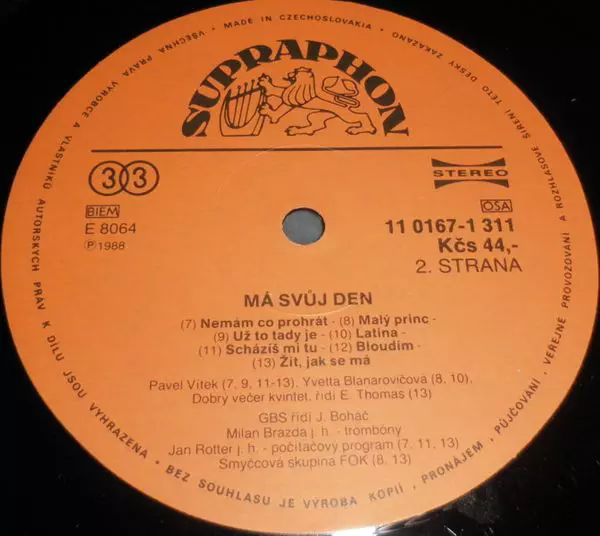 • MADE IN CZECHOSLOVAKIA • VŠECHNA PRÁVA VÝROBCE A VLASTNÍKŮ AUTORSKÝCH PRÁV K DÍLU JSOU VYHRAZENA • BEZ SOUHLASU JE VÝROBA KOPIÍ, PRONÁJEM, PŮJČOVÁNÍ, VEŘEJNÉ PROVOZOVÁNÍ A ROZHLASOVÉ ŠÍŘENÍ TÉTO DESKY ZAKÁZÁNO
SUPRAPHON
33
STEREO
BIEM
OSA
E 8064
11 0167-1 311
Ⓟ 1988
Kčs 44,-
2. STRANA
MÁ SVŮJ DEN
(7) Nemám co prohrát - (8) Malý princ -
(9) Už to tady je - (10) Latina -
(11) Scházíš mi tu - (12) Bloudím -
(13) Žít, jak se má
Pavel Vítek (7, 9, 11-13), Yvetta Blanarovičová (8, 10),
Dobrý večer kvintet, řídí E. Thomas (13)
GBS řídí J. Boháč
Milan Brazda j. h. - trombóny
Jan Rotter j. h. - počítačový program (7, 11, 13)
Smyčcová skupina FOK (8, 13)